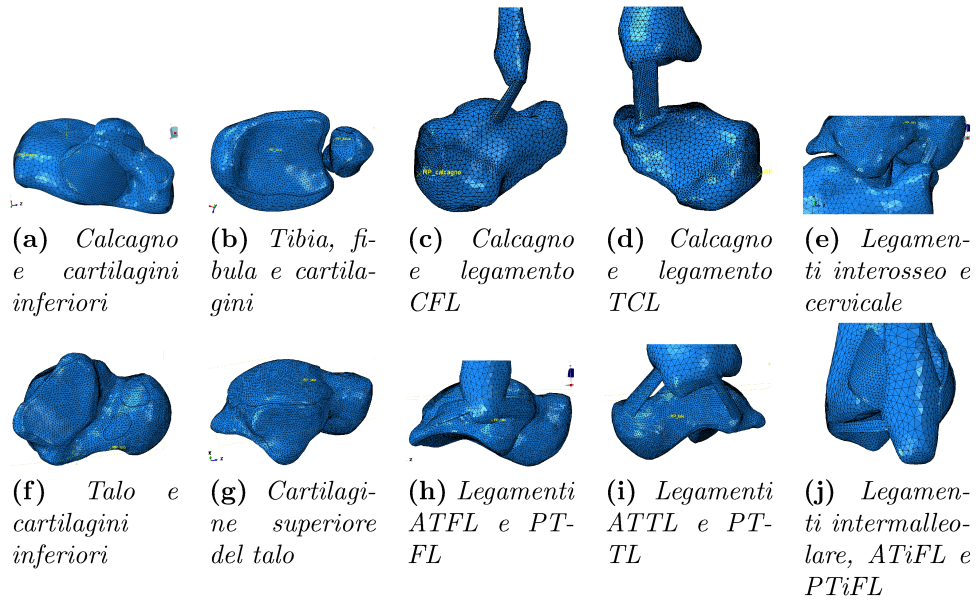 (a) Calcagno
e cartilagini
inferiori
(b) Tibia, fi-
bula e cartila-
gini
(c) Calcagno
e legamento
CFL
(d) Calcagno
e legamento
TCL
(e) Legamen-
ti interosseo e
cervicale
(f) Talo e
cartilagini
inferiori
(g) Cartilagi-
ne superiore
del talo
(h) Legamenti
ATFL e PT-
FL
(i) Legamenti
ATTL e PT-
TL
(j) Legamen-
ti intermalleo-
lare, ATiFL e
PTiFL
MP_calcagno